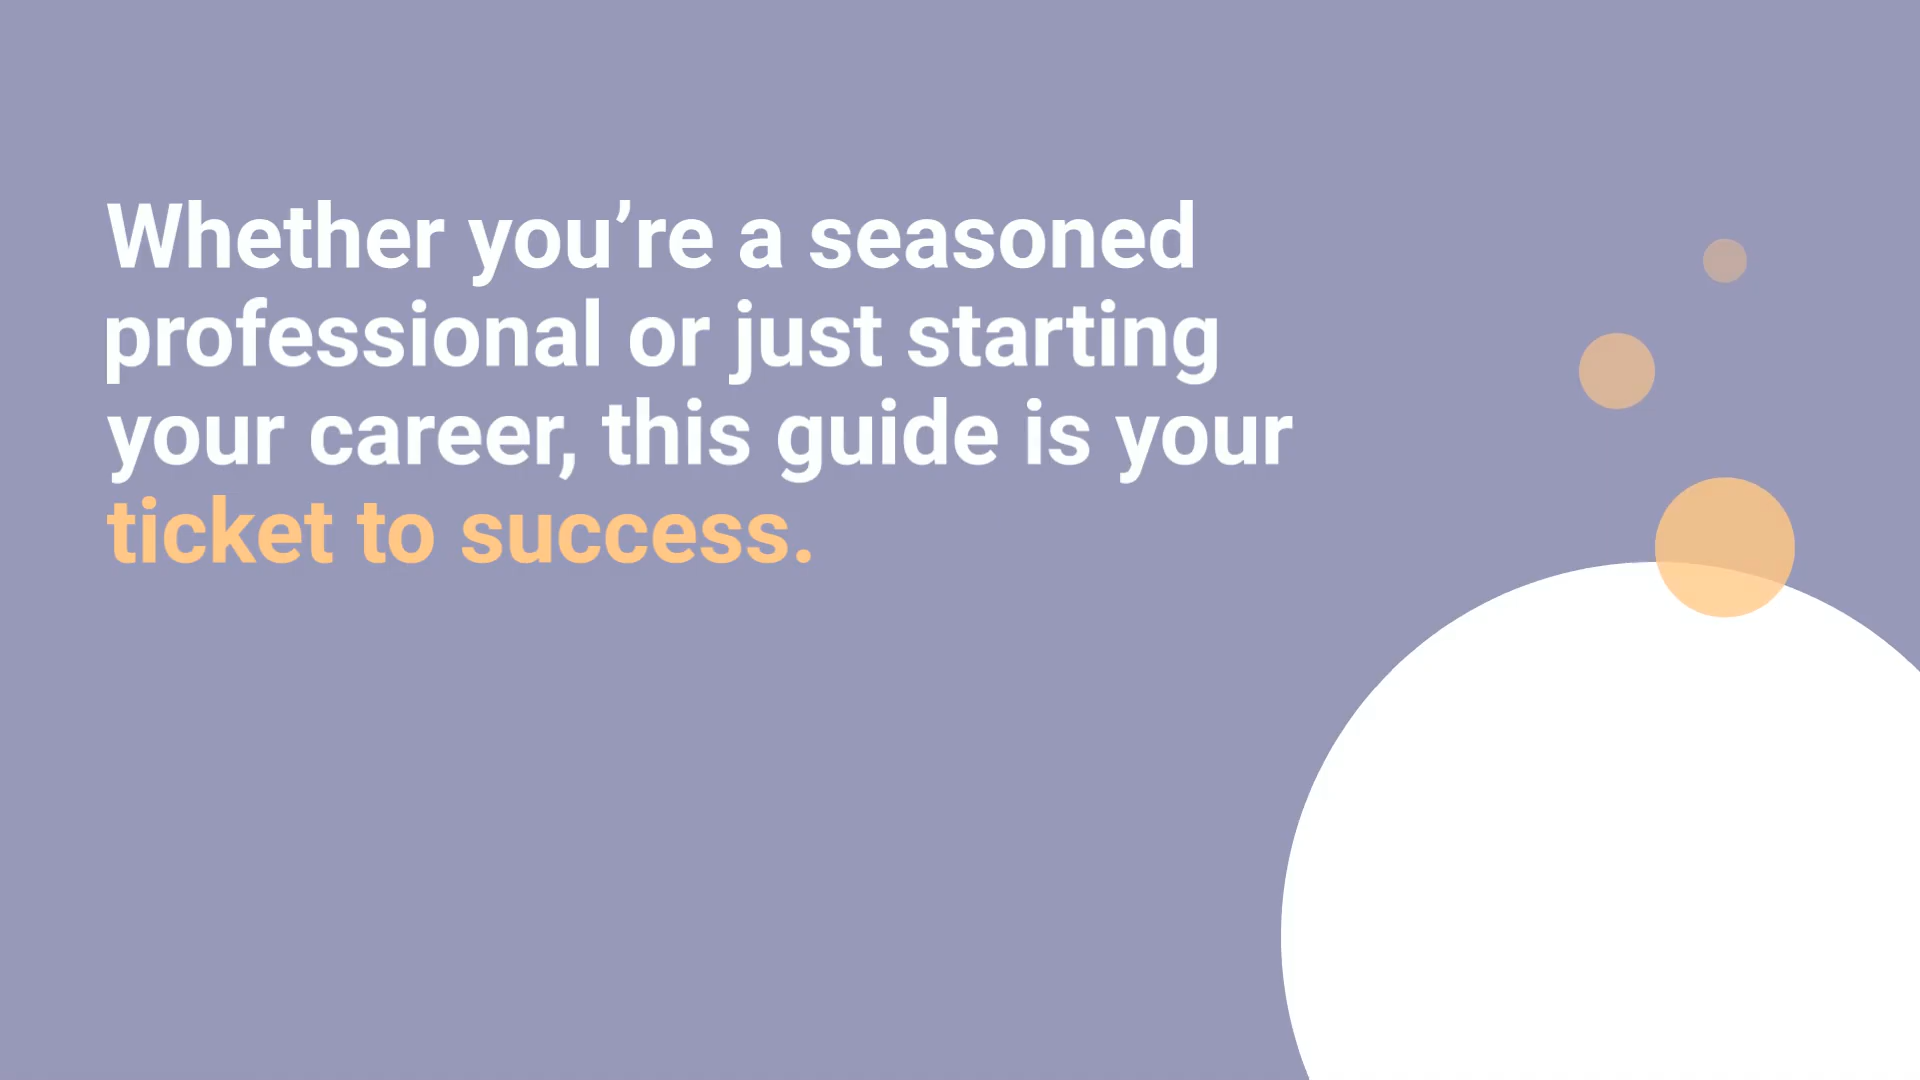 Whether you’re a seasoned
professional or just starting
your career, this guide is your
ticket to success.